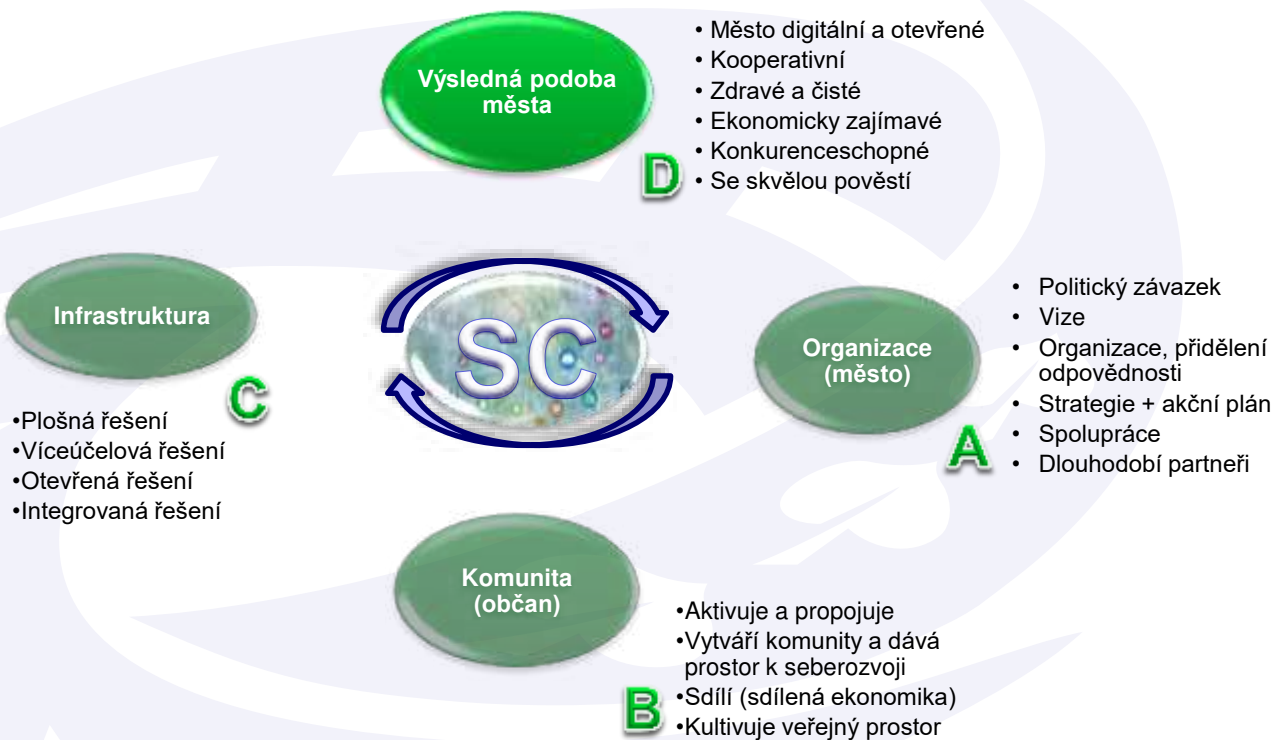 Výsledná podoba
města
• Město digitální a otevřené
• Kooperativní
• Zdravé a čisté
• Ekonomicky zajímavé
• Konkurenceschopné
• Se skvělou pověstí
D
Infrastruktura
C
•Plošná řešení
•Víceúčelová řešení
•Otevřená řešení
•Integrovaná řešení
SC
Organizace
(město)
A
• Politický závazek
• Vize
• Organizace, přidělení
odpovědnosti
• Strategie + akční plán
• Spolupráce
• Dlouhodobí partneři
Komunita
(občan)
B
•Aktivuje a propojuje
•Vytváří komunity a dává
prostor k seberozvoji
•Sdílí (sdílená ekonomika)
•Kultivuje veřejný prostor